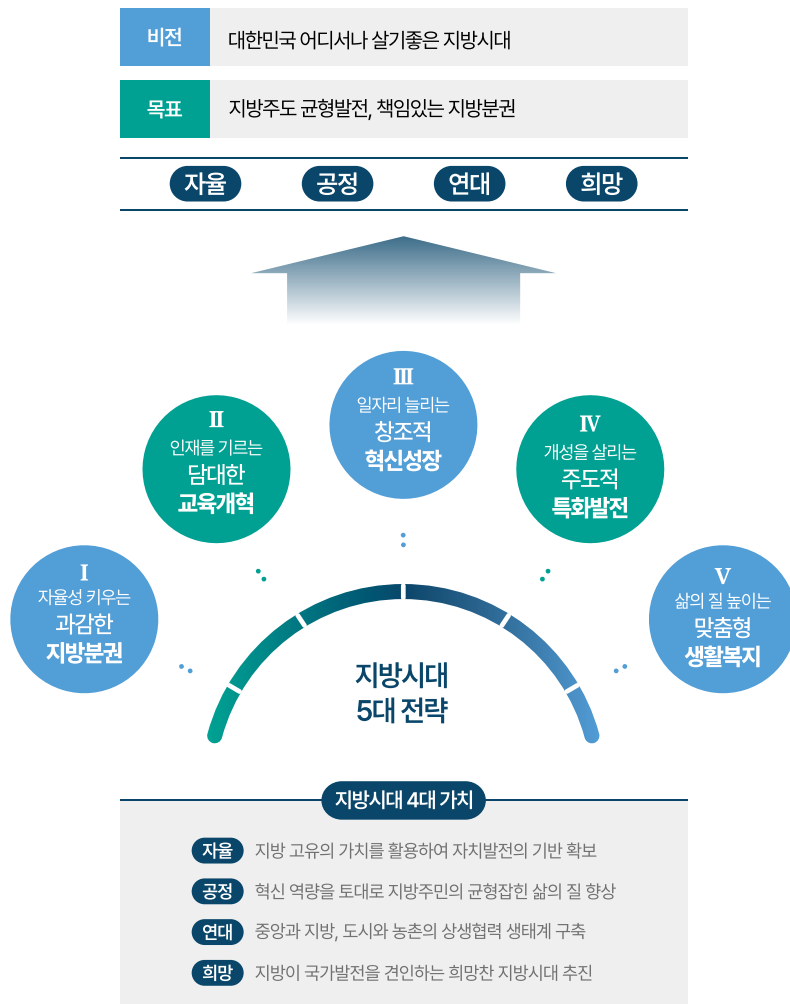 비전
대한민국 어디서나 살기좋은 지방시대
목표
지방주도 균형발전, 책임있는 지방분권
자율
공정
연대
희망
Ⅰ
자율성 키우는
과감한
지방분권
Ⅱ
인재를 기르는
담대한
교육개혁
Ⅲ
일자리 늘리는
창조적
혁신성장
Ⅳ
개성을 살리는
주도적
특화발전
Ⅴ
삶의 질 높이는
맞춤형
생활복지
지방시대
5대 전략
지방시대 4대 가치
자율
지방 고유의 가치를 활용하여 자치발전의 기반 확보
공정
혁신 역량을 토대로 지방주민의 균형잡힌 삶의 질 향상
연대
중앙과 지방, 도시와 농촌의 상생협력 생태계 구축
희망
지방이 국가발전을 견인하는 희망찬 지방시대 추진